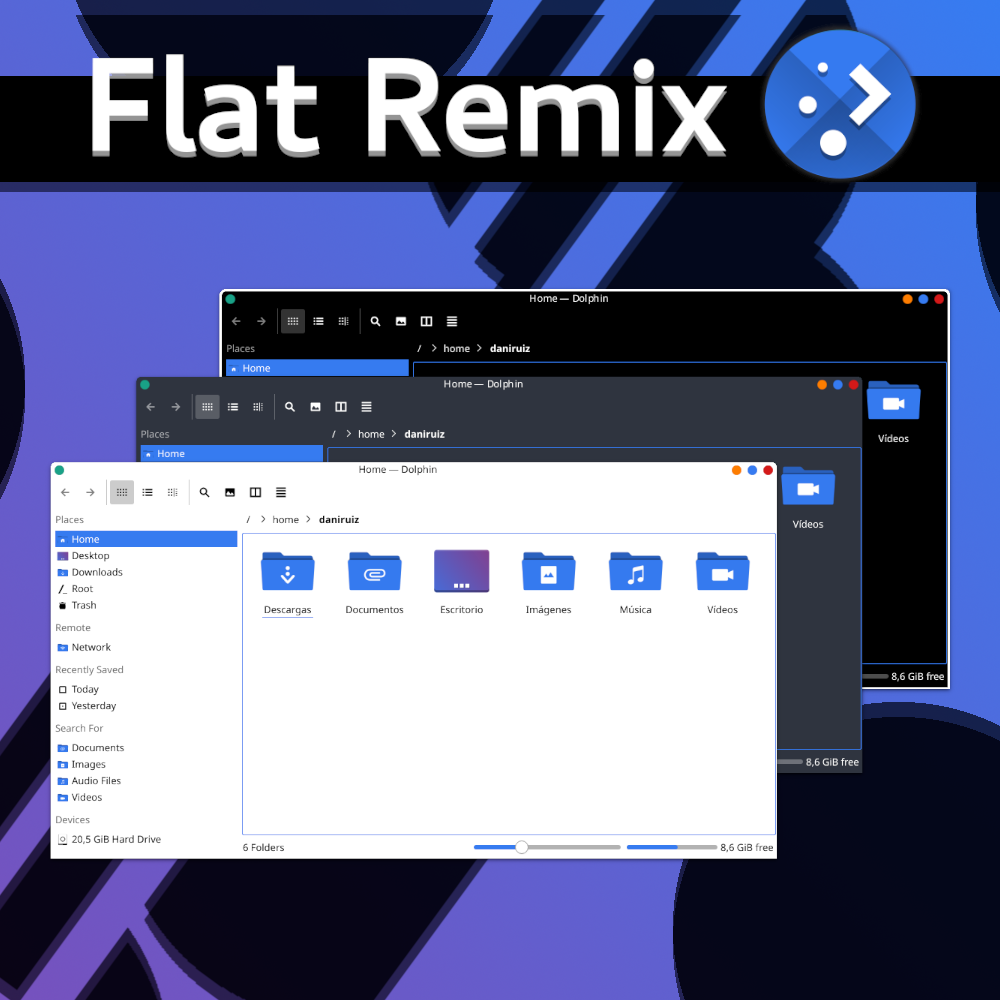 Flat Remix
Home — Dolphin
Places
/ > home > daniruiz
Home
Vídeos
8,6 GiB free
Home — Dolphin
Places
/ > home > daniruiz
Home
Vídeos
8,6 GiB free
Home — Dolphin
Places
/ > home > daniruiz
Home
Desktop
Downloads
Root
Trash
Remote
Network
Recently Saved
Today
Yesterday
Search For
Documents
Images
Audio Files
Videos
Devices
20,5 GiB Hard Drive
Descargas Documentos Escritorio Imágenes Música Vídeos
6 Folders 8,6 GiB free